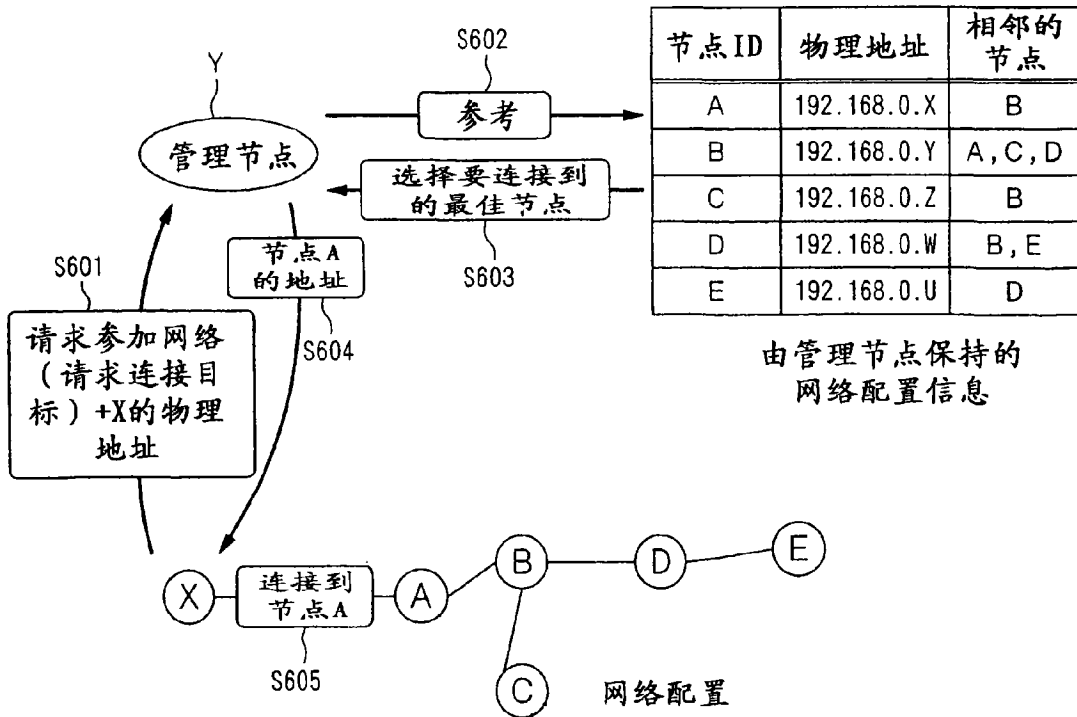 Y
管理节点
S602
参考
选择要连接到
的最佳节点
S603
节点ID 物理地址 相邻的
节点
A 192.168.0.X B
B 192.168.0.Y A,C,D
C 192.168.0.Z B
D 192.168.0.W B,E
E 192.168.0.U D
由管理节点保持的
网络配置信息
S601
请求参加网络
(请求连接目
标)+X的物理
地址
节点A
的地址
S604
X
连接到
节点A
S605
A
B
D
E
C
网络配置